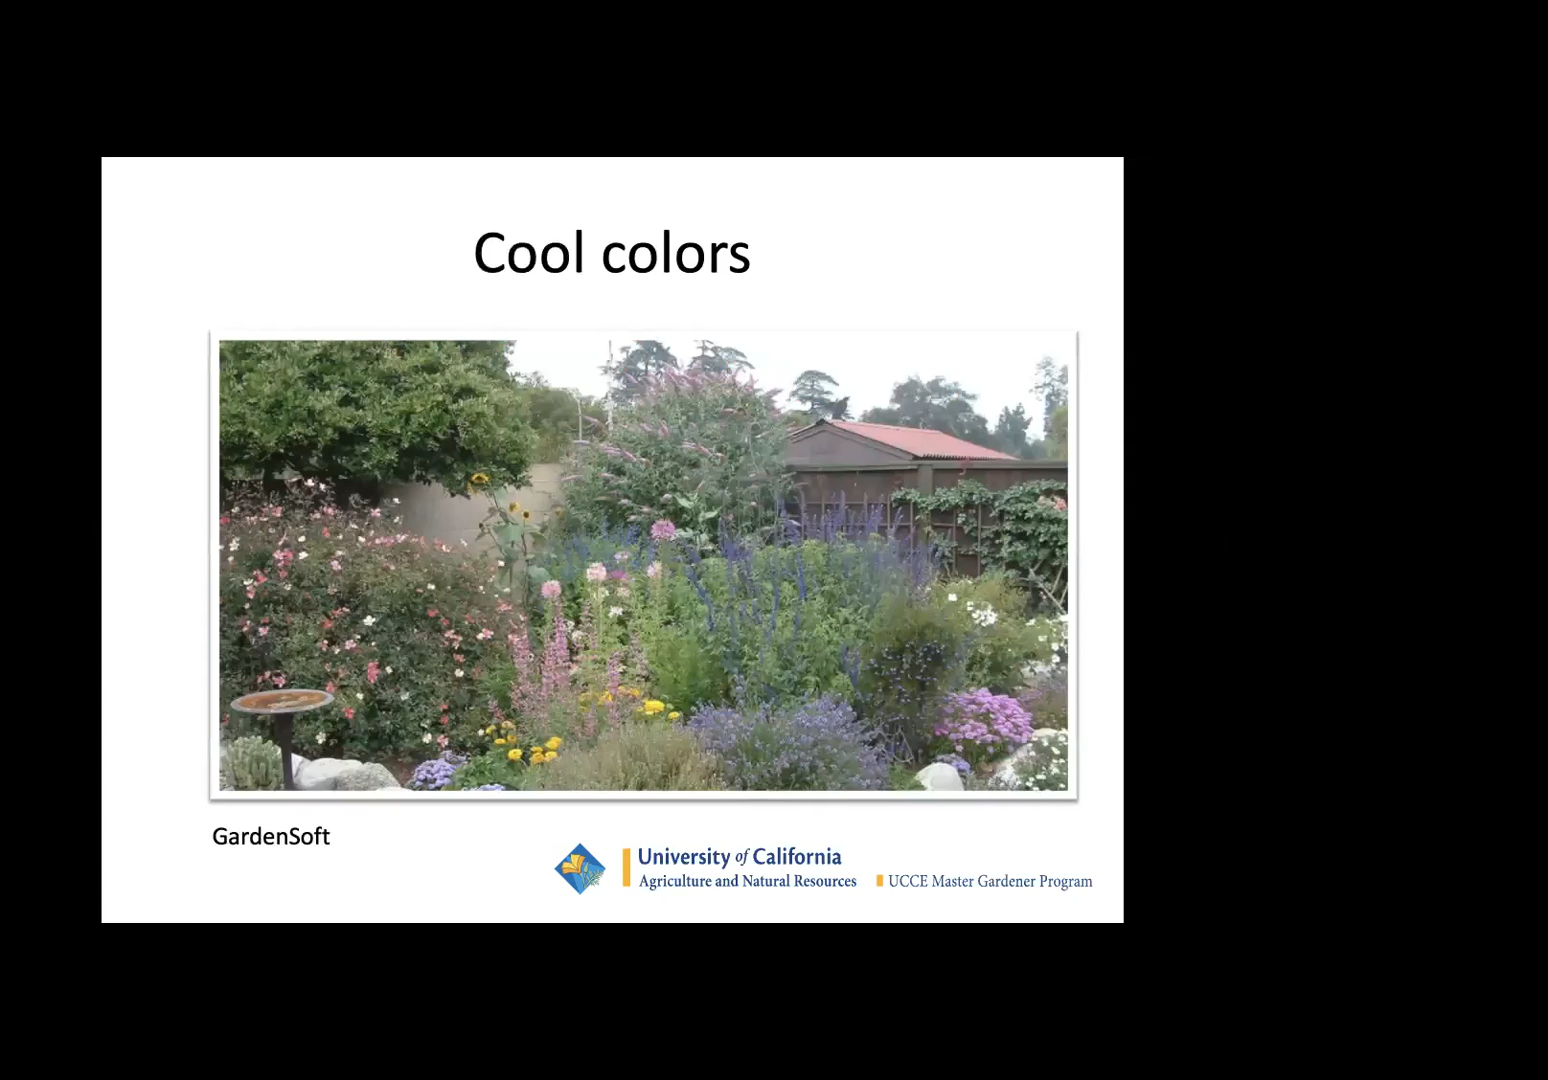 Cool colors
GardenSoft
University of California
Agriculture and Natural Resources
UCCE Master Gardener Program